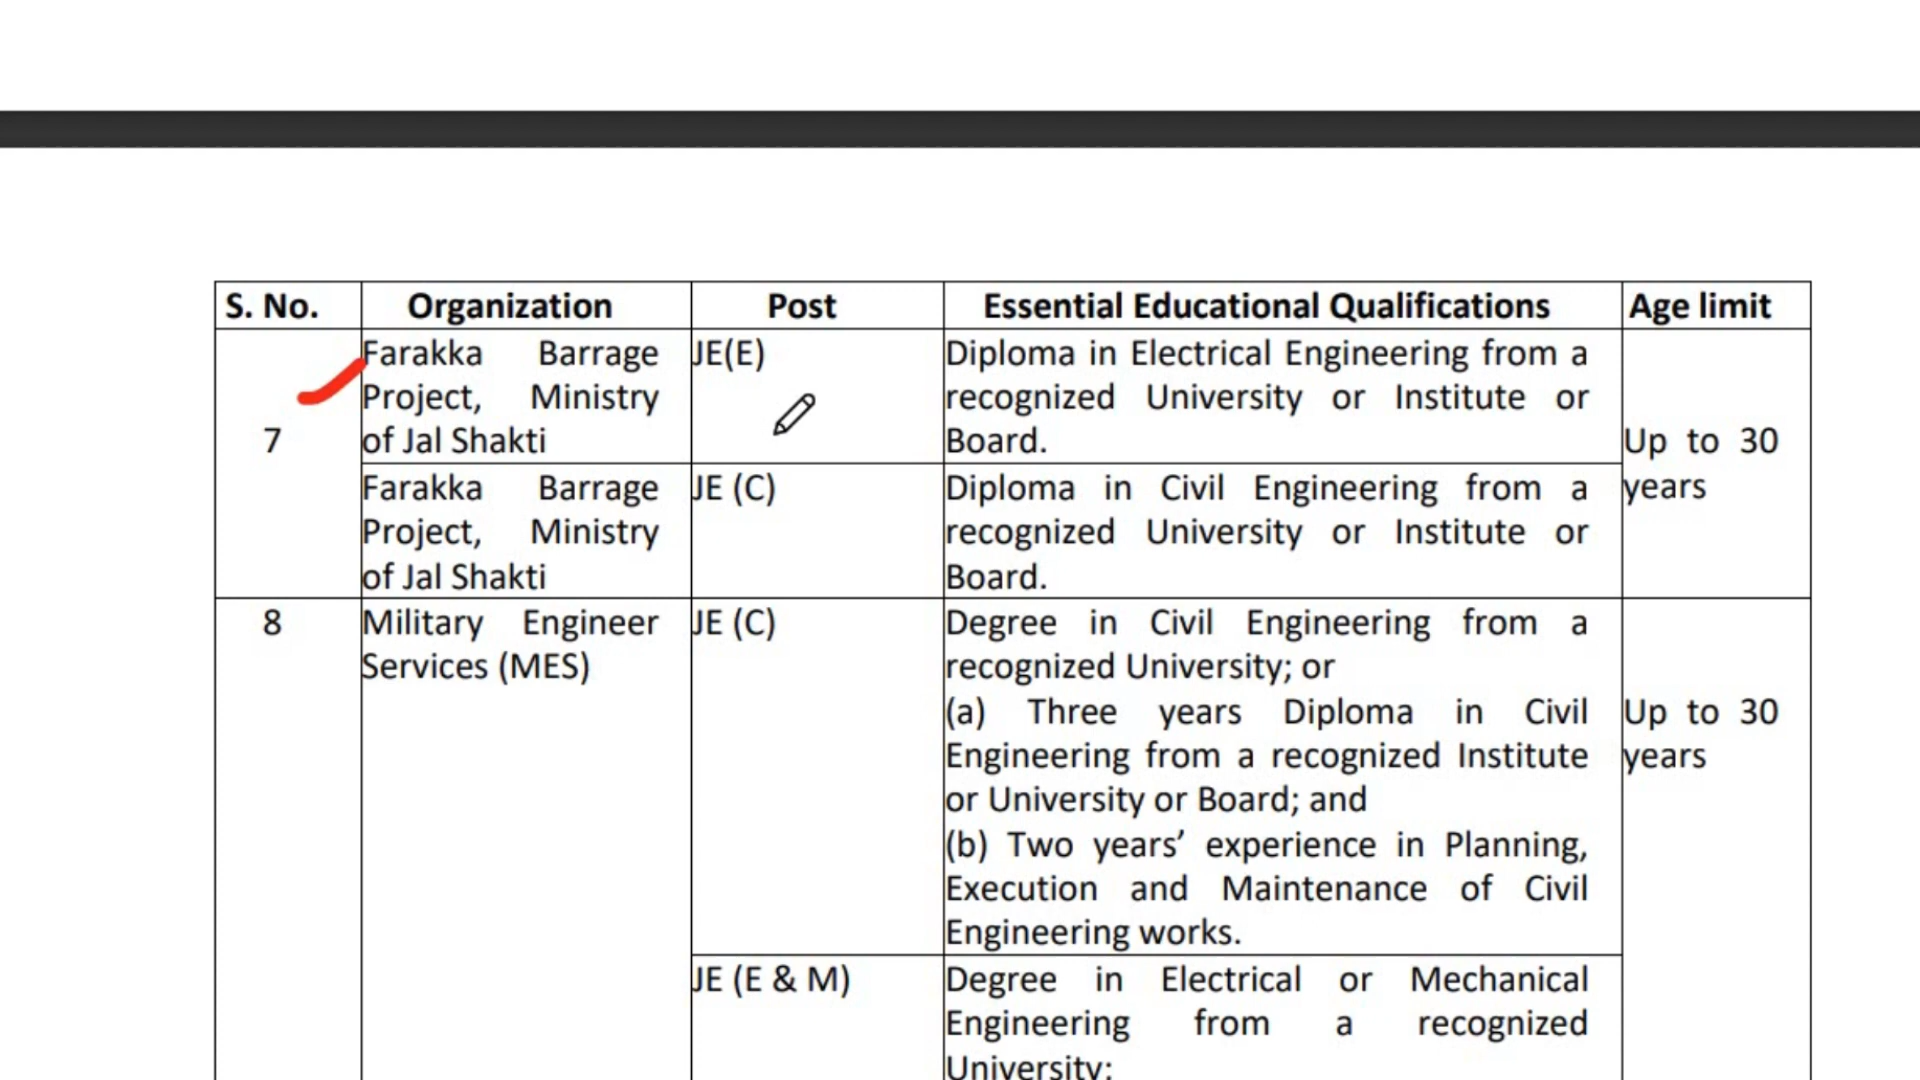 S. No. Organization Post Essential Educational Qualifications Age limit
7
Farakka Barrage
Project, Ministry
of Jal Shakti
JE(E)
Diploma in Electrical Engineering from a
recognized University or Institute or
Board.
Up to 30
years
Farakka Barrage
Project, Ministry
of Jal Shakti
JE (C)
Diploma in Civil Engineering from a
recognized University or Institute or
Board.
8
Military Engineer
Services (MES)
JE (C)
Degree in Civil Engineering from a
recognized University; or
(a) Three years Diploma in Civil
Engineering from a recognized Institute
or University or Board; and
(b) Two years’ experience in Planning,
Execution and Maintenance of Civil
Engineering works.
Up to 30
years
JE (E & M)
Degree in Electrical or Mechanical
Engineering from a recognized
University;